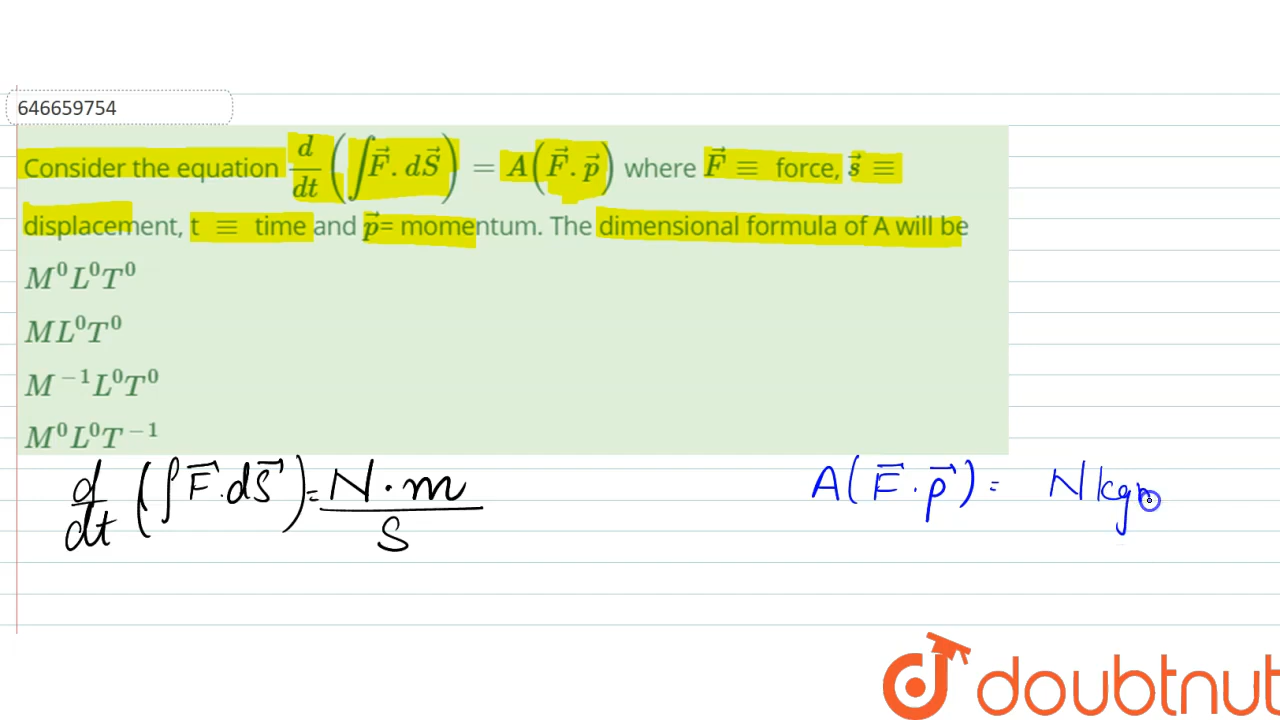 646659754
Consider the equation d/dt (∫F⃗. dS⃗) = A(F⃗. p⃗) where F⃗ ≡ force, s⃗ ≡
displacement, t ≡ time and p⃗= momentum. The dimensional formula of A will be
M⁰L⁰T⁰
ML⁰T⁰
M⁻¹L⁰T⁰
M⁰L⁰T⁻¹
d/dt (∫F⃗.dS⃗) = N·m/S
A(F⃗.p⃗) = N kg
doubtnut